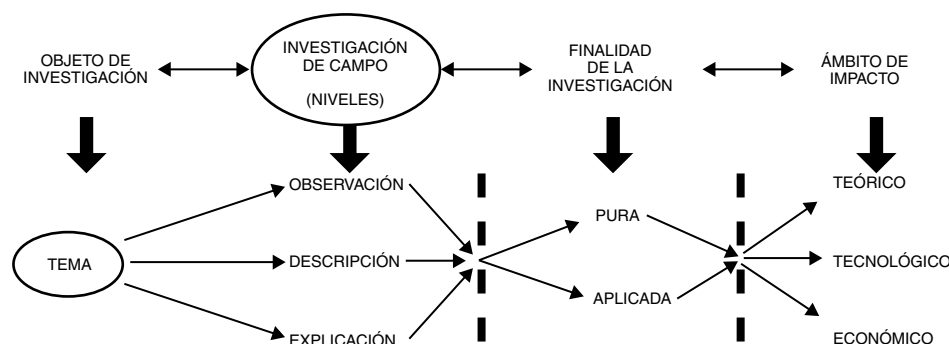 OBJETO DE
INVESTIGACIÓN
INVESTIGACIÓN
DE CAMPO
(NIVELES)
FINALIDAD
DE LA
INVESTIGACIÓN
ÁMBITO DE
IMPACTO
TEMA
OBSERVACIÓN
DESCRIPCIÓN
EXPLICACIÓN
PURA
APLICADA
TEÓRICO
TECNOLÓGICO
ECONÓMICO